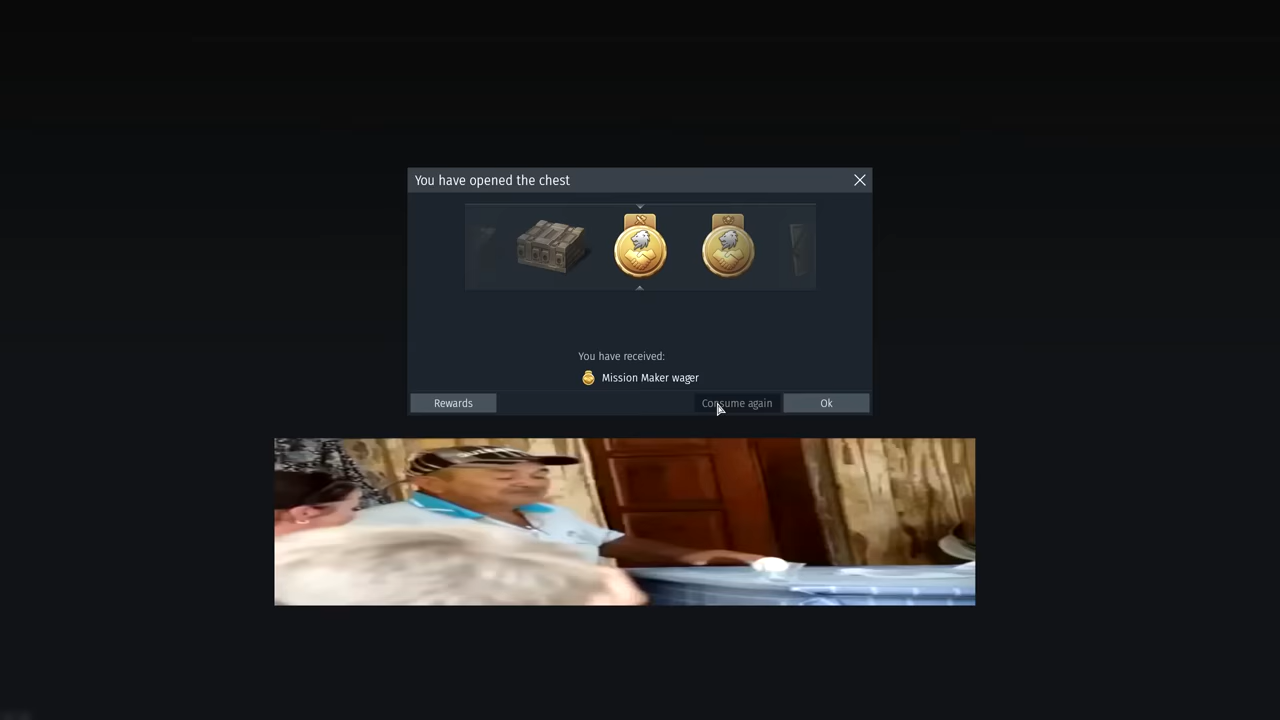 You have opened the chest
You have received:
Mission Maker wager
Rewards
Consume again
Ok